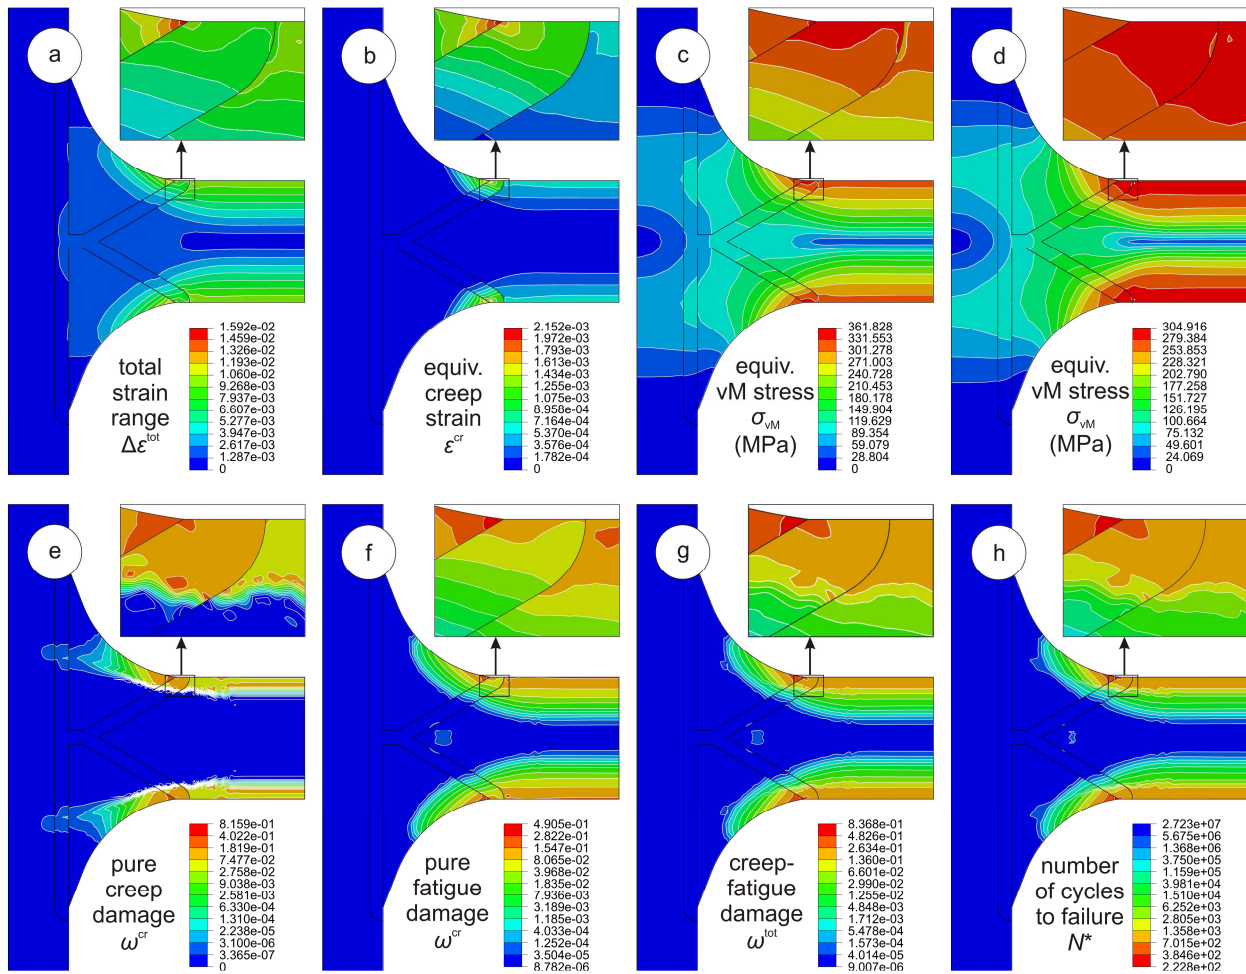 a
total
strain
range
Δε^tot
1.592e-02
1.459e-02
1.326e-02
1.193e-02
1.060e-02
9.268e-03
7.937e-03
6.607e-03
5.277e-03
3.947e-03
2.617e-03
1.287e-03
0
b
equiv.
creep
strain
ε^cr
2.152e-03
1.972e-03
1.793e-03
1.613e-03
1.434e-03
1.255e-03
1.075e-03
8.958e-04
7.164e-04
5.370e-04
3.576e-04
1.782e-04
0
c
equiv.
vM stress
σ_vM
(MPa)
361.828
331.553
301.278
271.003
240.728
210.453
180.178
149.904
119.629
89.354
59.079
28.804
0
d
equiv.
vM stress
σ_vM
(MPa)
304.916
279.384
253.853
228.321
202.790
177.258
151.727
126.195
100.664
75.132
49.601
24.069
0
e
pure
creep
damage
ω^cr
8.159e-01
4.022e-01
1.819e-01
7.477e-02
2.758e-02
9.038e-03
2.581e-03
6.330e-04
1.310e-04
2.238e-05
3.100e-06
3.365e-07
0
f
pure
fatigue
damage
ω^cr
4.905e-01
2.822e-01
1.547e-01
8.065e-02
3.968e-02
1.835e-02
7.936e-03
3.189e-03
1.185e-03
4.033e-04
1.252e-04
3.504e-05
8.782e-06
g
creep-
fatigue
damage
ω^tot
8.368e-01
4.826e-01
2.634e-01
1.360e-01
6.601e-02
2.990e-02
1.255e-02
4.848e-03
1.712e-03
5.478e-04
1.573e-04
4.014e-05
9.007e-06
h
number
of cycles
to failure
N*
2.723e+07
5.675e+06
1.368e+06
3.750e+05
1.159e+05
3.981e+04
1.510e+04
6.252e+03
2.805e+03
1.358e+03
7.015e+02
3.846e+02
2.228e+02